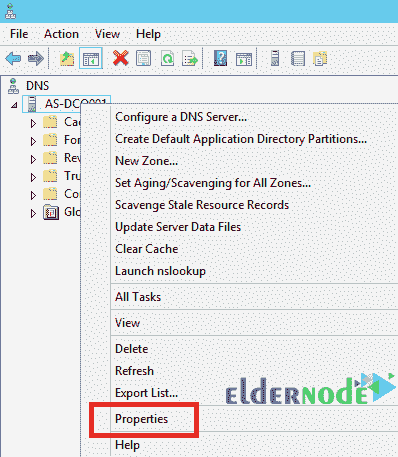 File Action View Help
DNS
AS-DC0001
Configure a DNS Server...
Create Default Application Directory Partitions...
New Zone...
Set Aging/Scavenging for All Zones...
Scavenge Stale Resource Records
Update Server Data Files
Clear Cache
Launch nslookup
All Tasks
View
Delete
Refresh
Export List...
Properties
Help
Cac
For
Rev
Tru
Con
Glo
eldernode